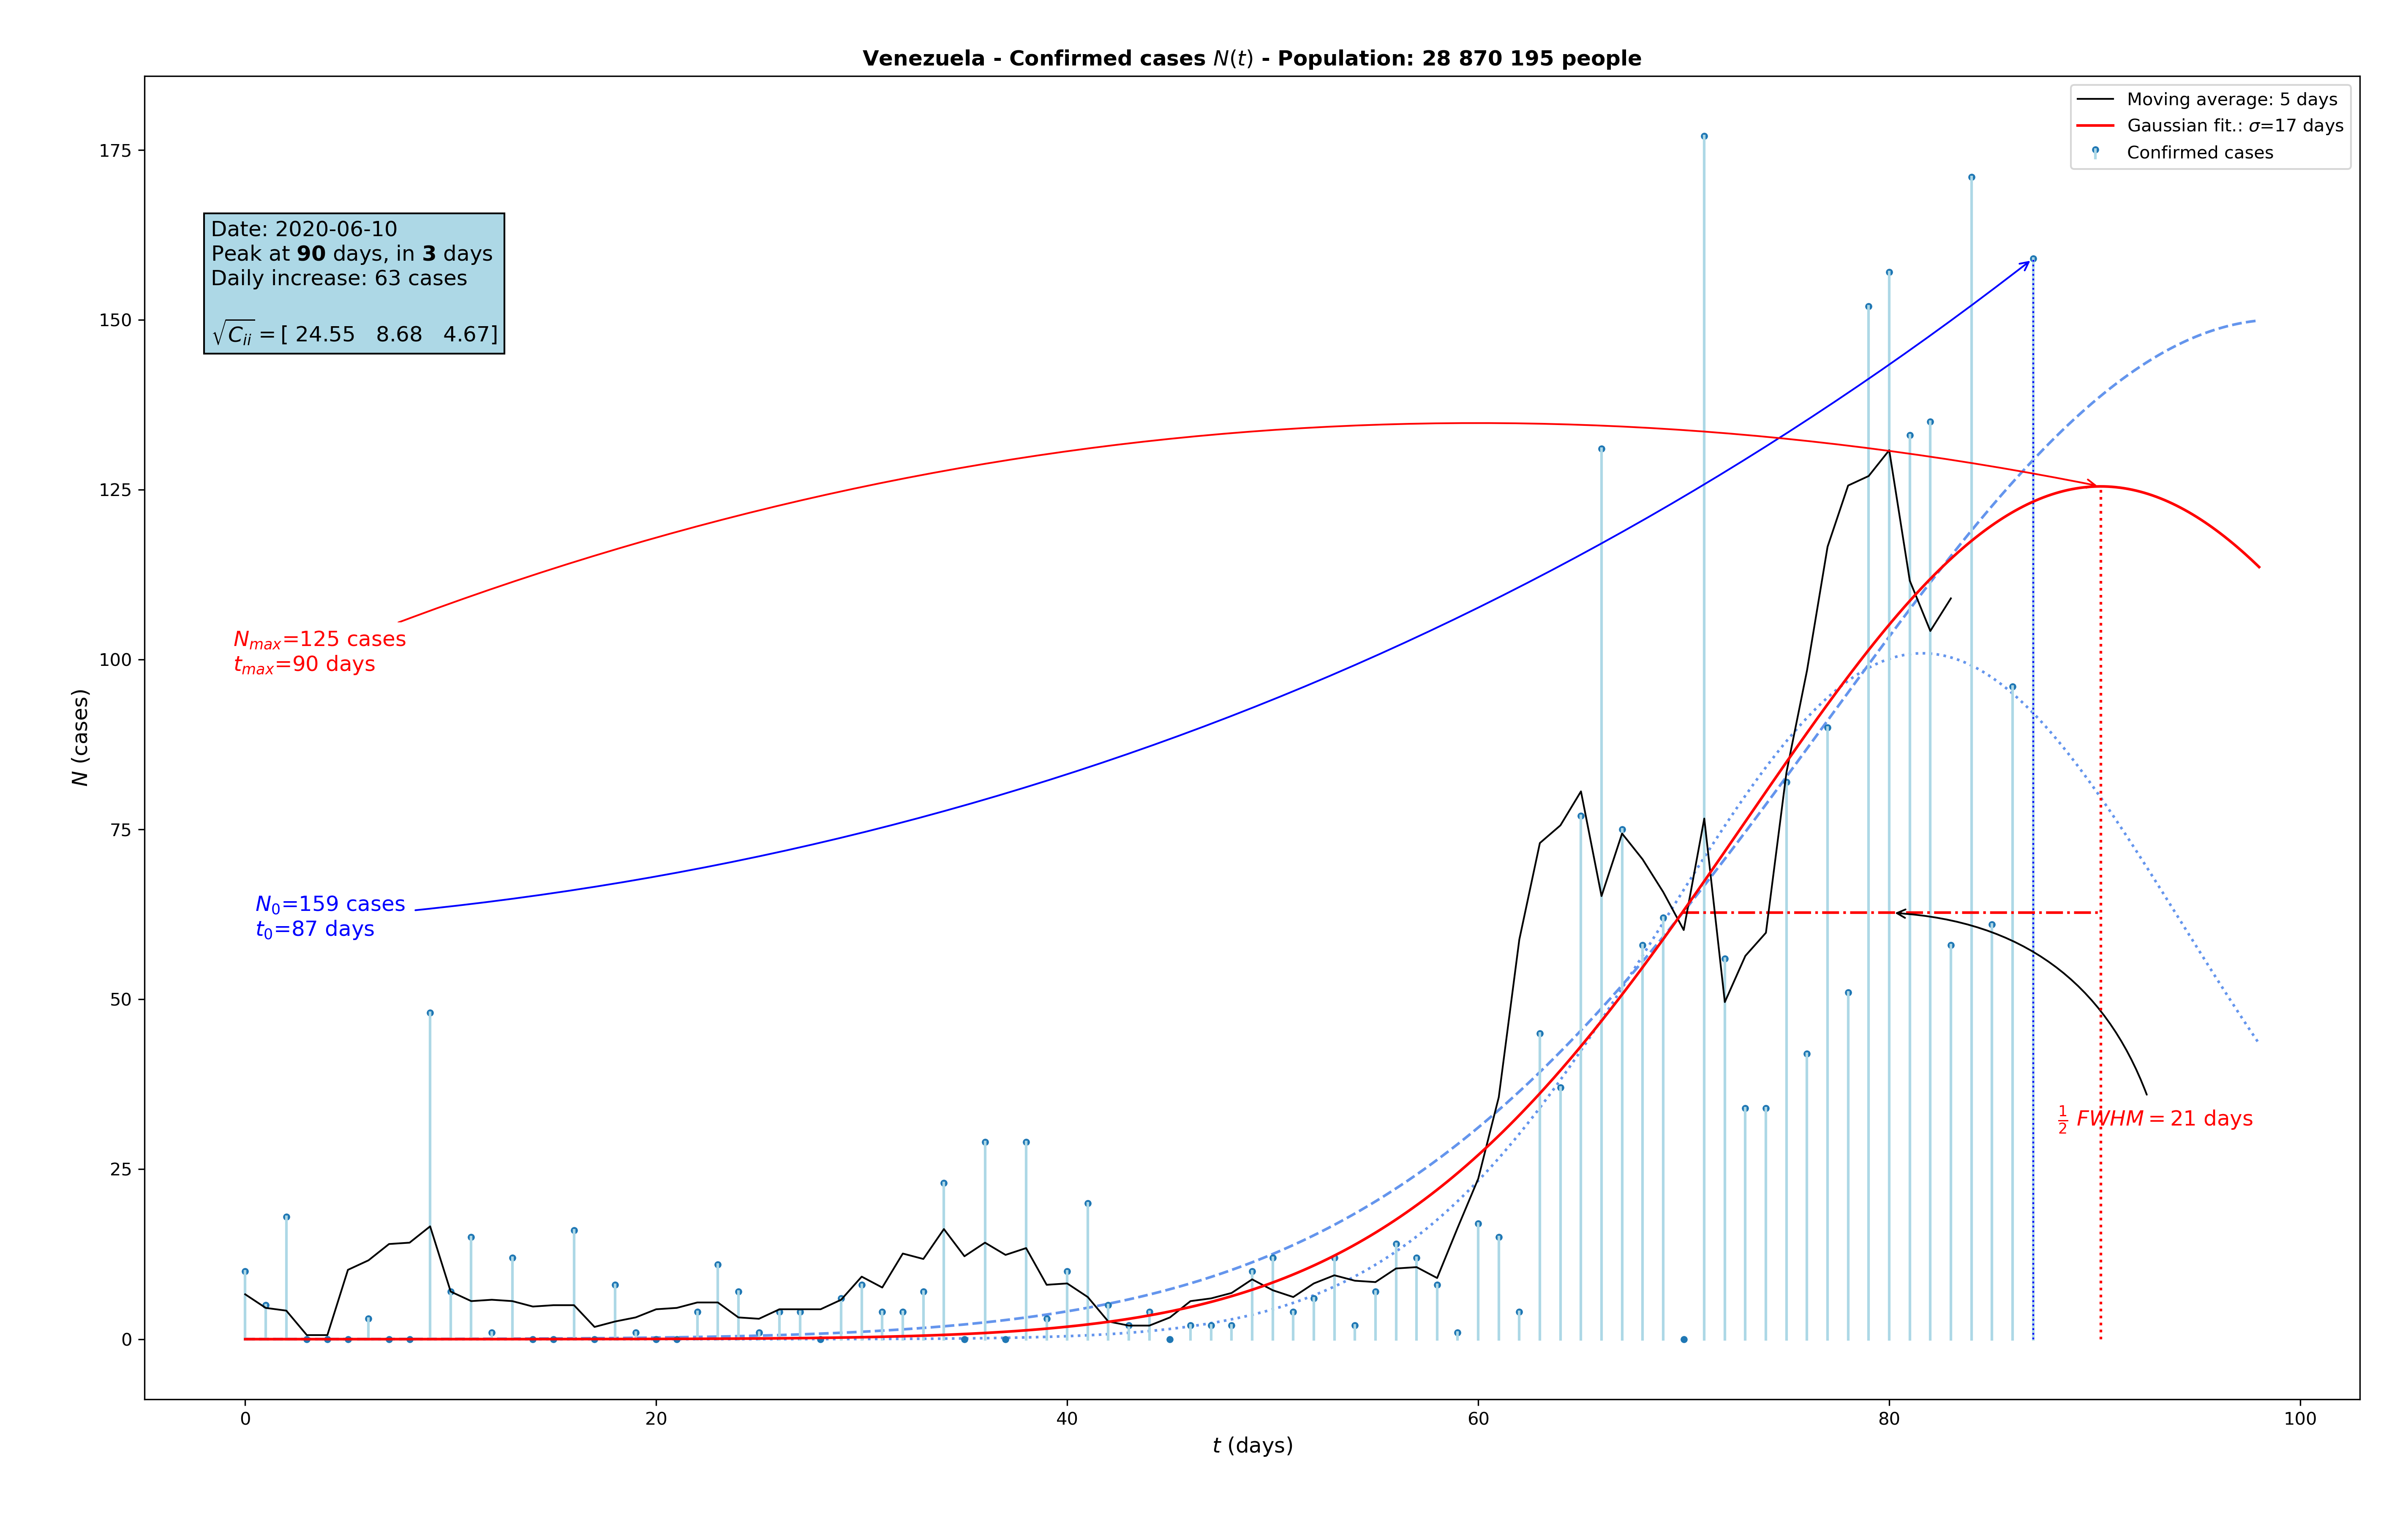 Venezuela - Confirmed cases N(t) - Population: 28 870 195 people
Moving average: 5 days
Gaussian fit.: σ=17 days
Confirmed cases
Date: 2020-06-10
Peak at 90 days, in 3 days
Daily increase: 63 cases
√C_ii = [ 24.55 8.68 4.67]
N_max=125 cases
t_max=90 days
N_0=159 cases
t_0=87 days
½ FWHM = 21 days
N (cases)
175
150
125
100
75
50
25
0
0 20 40 60 80 100
t (days)